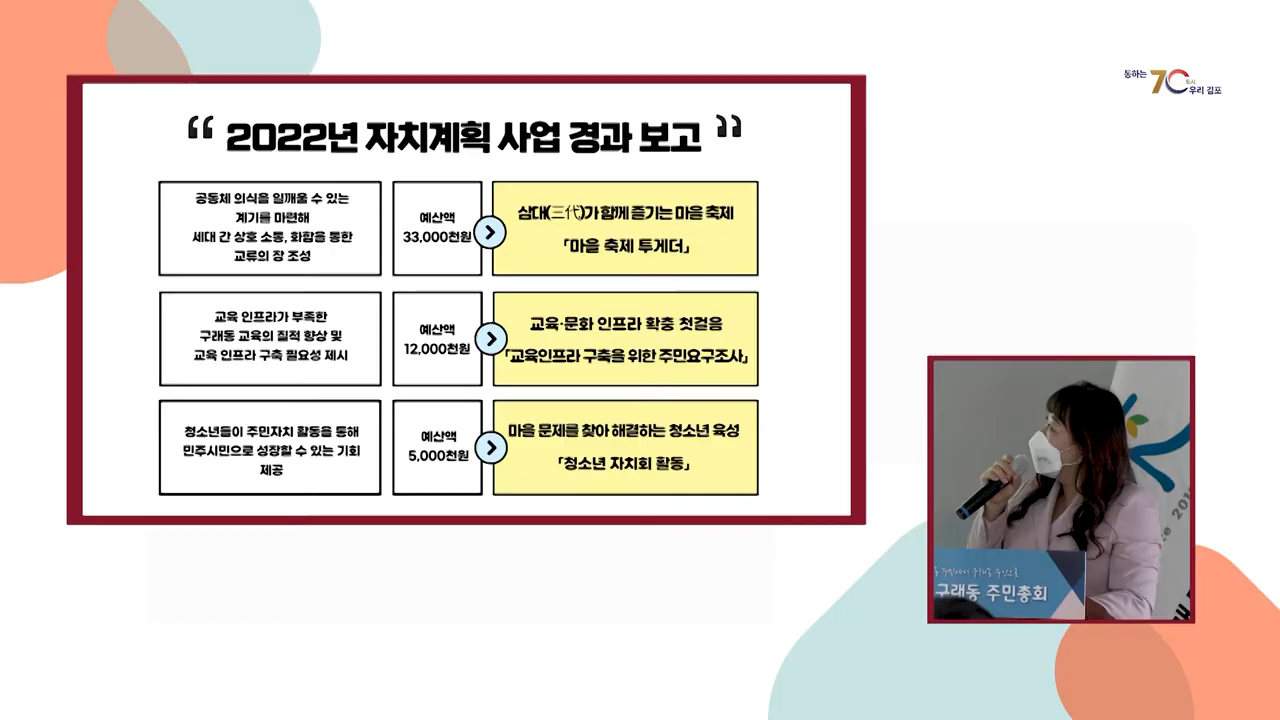 통하는 70 도시 우리 김포
“ 2022년 자치계획 사업 경과 보고 ”
공동체 의식을 일깨울 수 있는
계기를 마련해
세대 간 상호 소통, 화합을 통한
교류의 장 조성
예산액
33,000천원
삼대(三代)가 함께 즐기는 마을 축제
「마을 축제 투게더」
교육 인프라가 부족한
구래동 교육의 질적 향상 및
교육 인프라 구축 필요성 제시
예산액
12,000천원
교육·문화 인프라 확충 첫걸음
「교육인프라 구축을 위한 주민요구조사」
청소년들이 주민자치 활동을 통해
민주시민으로 성장할 수 있는 기회
제공
예산액
5,000천원
마을 문제를 찾아 해결하는 청소년 육성
「청소년 자치회 활동」
구래동 주민총회